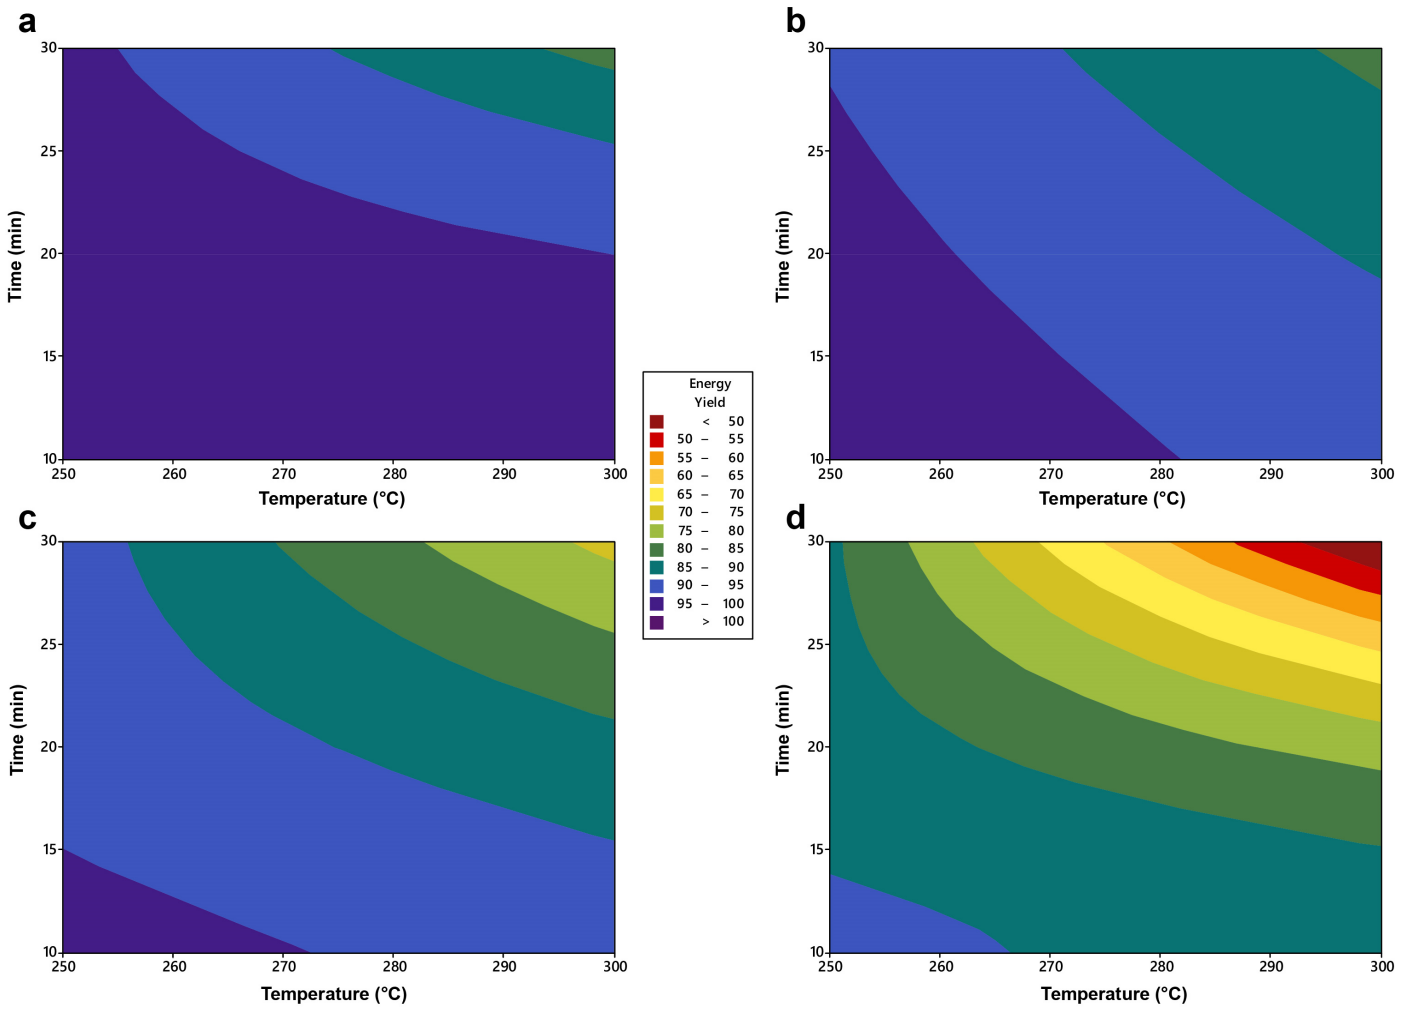 a
30
25
20
15
10
250 260 270 280 290 300
Time (min)
Temperature (°C)
b
30
25
20
15
10
250 260 270 280 290 300
Time (min)
Temperature (°C)
Energy
Yield
< 50
50 – 55
55 – 60
60 – 65
65 – 70
70 – 75
75 – 80
80 – 85
85 – 90
90 – 95
95 – 100
> 100
c
30
25
20
15
10
250 260 270 280 290 300
Time (min)
Temperature (°C)
d
30
25
20
15
10
250 260 270 280 290 300
Time (min)
Temperature (°C)